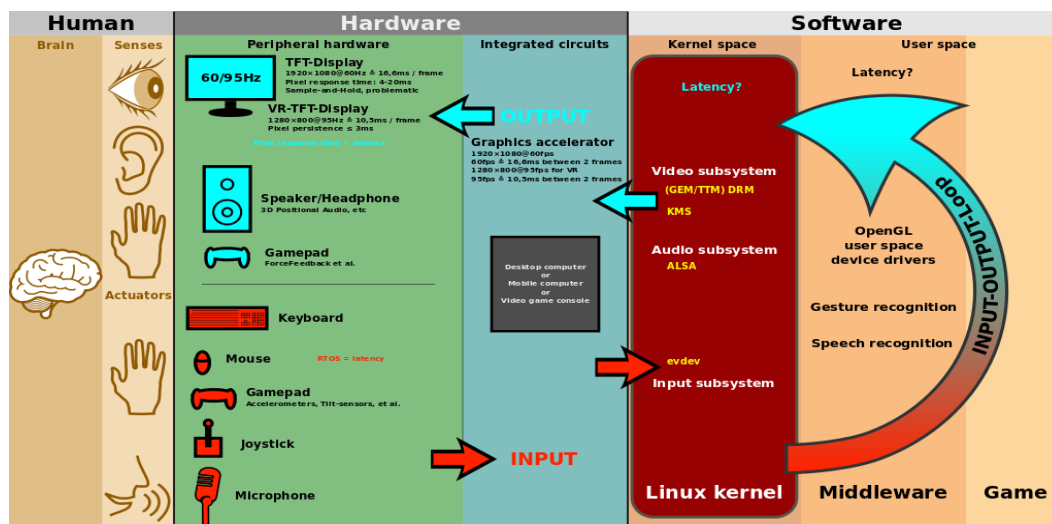 Human
Hardware
Software
Brain
Senses
Actuators
Peripheral hardware
60/95Hz
TFT-Display
1920×1080@60Hz ≙ 16,6ms / frame
Pixel response time: 4-20ms
Sample-and-Hold, problematic
VR-TFT-Display
1280×800@95Hz ≙ 10,5ms / frame
Pixel persistence ≤ 3ms
Pixel response time = latency
Speaker/Headphone
3D Positional Audio, etc
Gamepad
ForceFeedback et al.
Keyboard
Mouse
RTOS = latency
Gamepad
Accelerometers, Tilt-sensors, et al.
Joystick
Microphone
Integrated circuits
OUTPUT
Graphics accelerator
1920×1080@60fps
60fps ≙ 16,6ms between 2 frames
1280×800@95fps for VR
95fps ≙ 10,5ms between 2 frames
Desktop computer
or
Mobile computer
or
Video game console
INPUT
Kernel space
Latency?
Video subsystem
(GEM/TTM) DRM
KMS
Audio subsystem
ALSA
evdev
Input subsystem
Linux kernel
User space
Latency?
OpenGL
user space
device drivers
Gesture recognition
Speech recognition
INPUT-OUTPUT-Loop
Middleware
Game